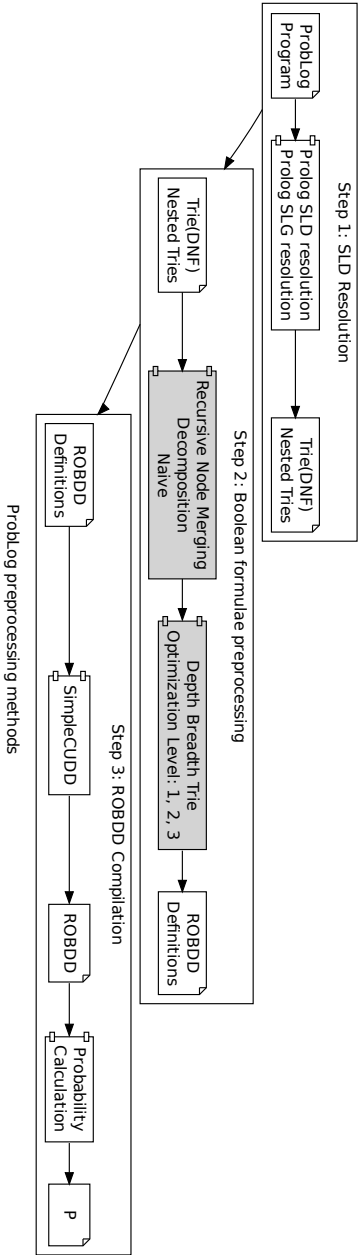 Step 1: SLD Resolution
ProbLog
Program
Prolog SLD resolution
Prolog SLG resolution
Trie(DNF)
Nested Tries
Step 2: Boolean formulae preprocessing
Trie(DNF)
Nested Tries
Recursive Node Merging
Decomposition
Naive
Depth Breadth Trie
Optimization Level: 1, 2, 3
ROBDD
Definitions
Step 3: ROBDD Compilation
ROBDD
Definitions
SimpleCUDD
ROBDD
Probability
Calculation
P
ProbLog preprocessing methods